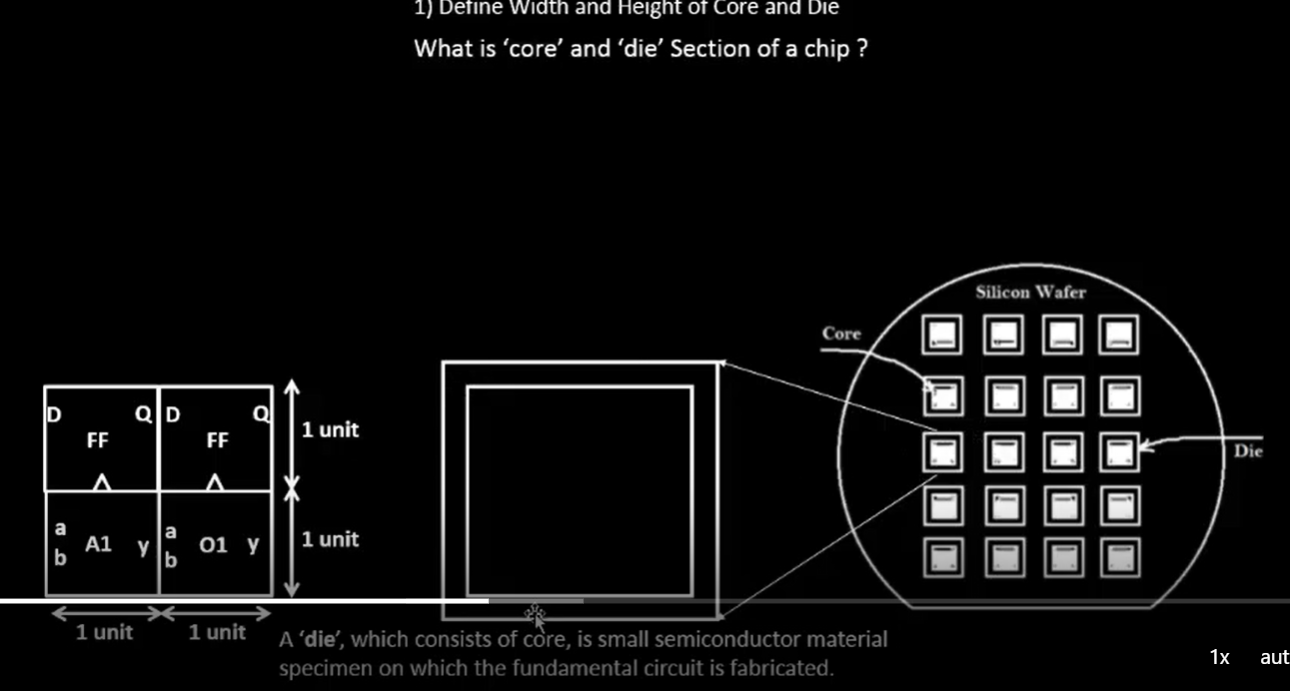 1) Define Width and Height of Core and Die
What is ‘core’ and ‘die’ Section of a chip ?
Silicon Wafer
Core
Die
D Q D Q
FF FF
1 unit
a b A1 y a b O1 y
1 unit
1 unit 1 unit
A ‘die’, which consists of core, is small semiconductor material
specimen on which the fundamental circuit is fabricated.
1x aut